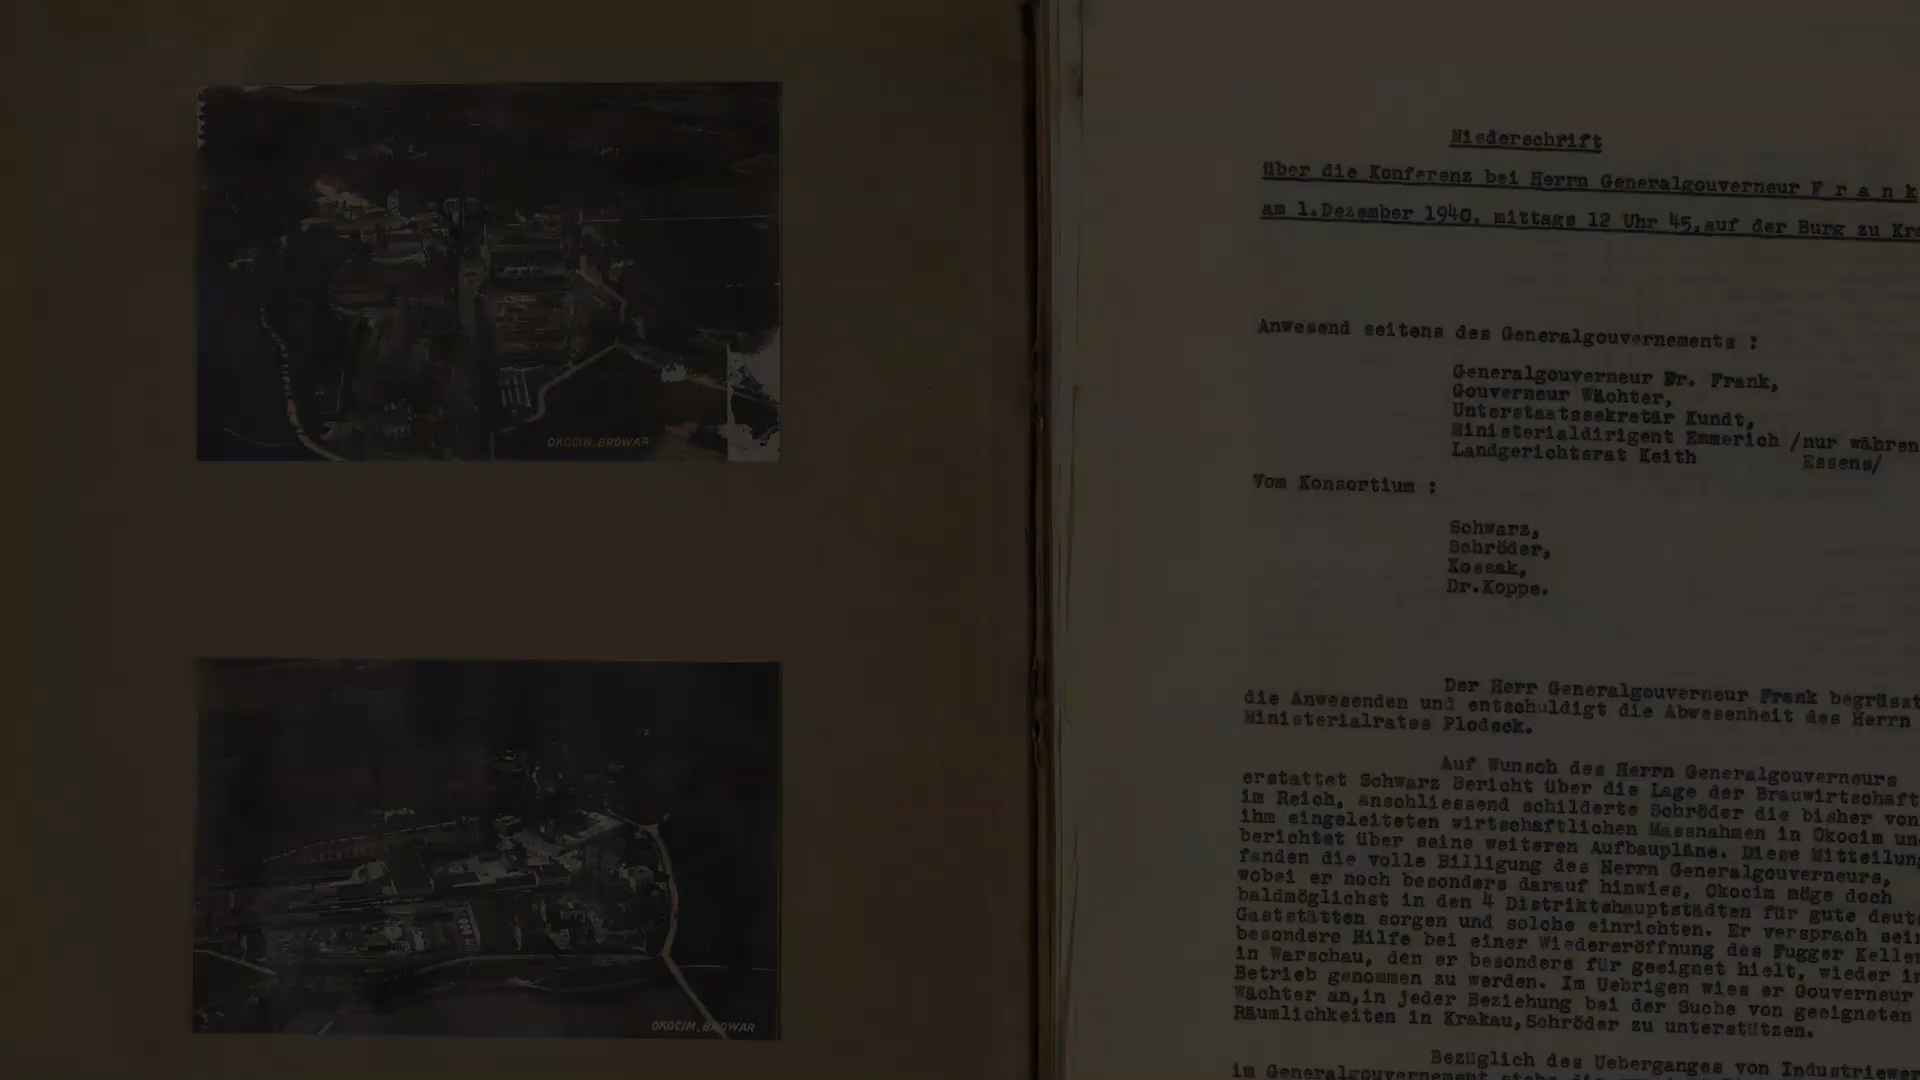 OKOCIM, BROWAR
OKOCIM, BROWAR
Niederschrift
über die Konferenz bei Herrn Generalgouverneur F r a n k
am 1.Dezember 1940, mittags 12 Uhr 45,auf der Burg zu
Anwesend seitens des Generalgouvernements :
Generalgouverneur Dr. Frank,
Gouverneur Wächter,
Unterstaatssekretär Kundt,
Ministerialdirigent Emmerich /nur währen
Landgerichtsrat Keith Essens/
Vom Konsortium :
Schwarz,
Schröder,
Kossak,
Dr.Koppe.
Der Herr Generalgouverneur Frank begrüsst
die Anwesenden und entschuldigt die Abwesenheit des Herrn
Ministerialrates Plodeck.
Auf Wunsch des Herrn Generalgouverneurs
erstattet Schwarz Bericht über die Lage der Brauwirtschaft
im Reich, anschliessend schilderte Schröder die bisher von
ihm eingeleiteten wirtschaftlichen Massnahmen in Okocim un
berichtet über seine weiteren Aufbaupläne. Diese Mitteilung
fanden die volle Billigung des Herrn Generalgouverneurs,
wobei er noch besonders darauf hinwies, Okocim möge doch
baldmöglichst in den 4 Distriktshauptstädten für gute deut
Gaststätten sorgen und solche einrichten. Er versprach sein
besondere Hilfe bei einer Wiedereröffnung des Fugger Keller
in Warschau, den er besonders für geeignet hielt, wieder in
Betrieb genommen zu werden. Im Uebrigen wies er Gouverneur
Wächter an,in jeder Beziehung bei der Suche von geeigneten
Räumlichkeiten in Krakau,Schröder zu unterstützen.
Bezüglich des Ueberganges von Industriewer
im Generalgouvernement